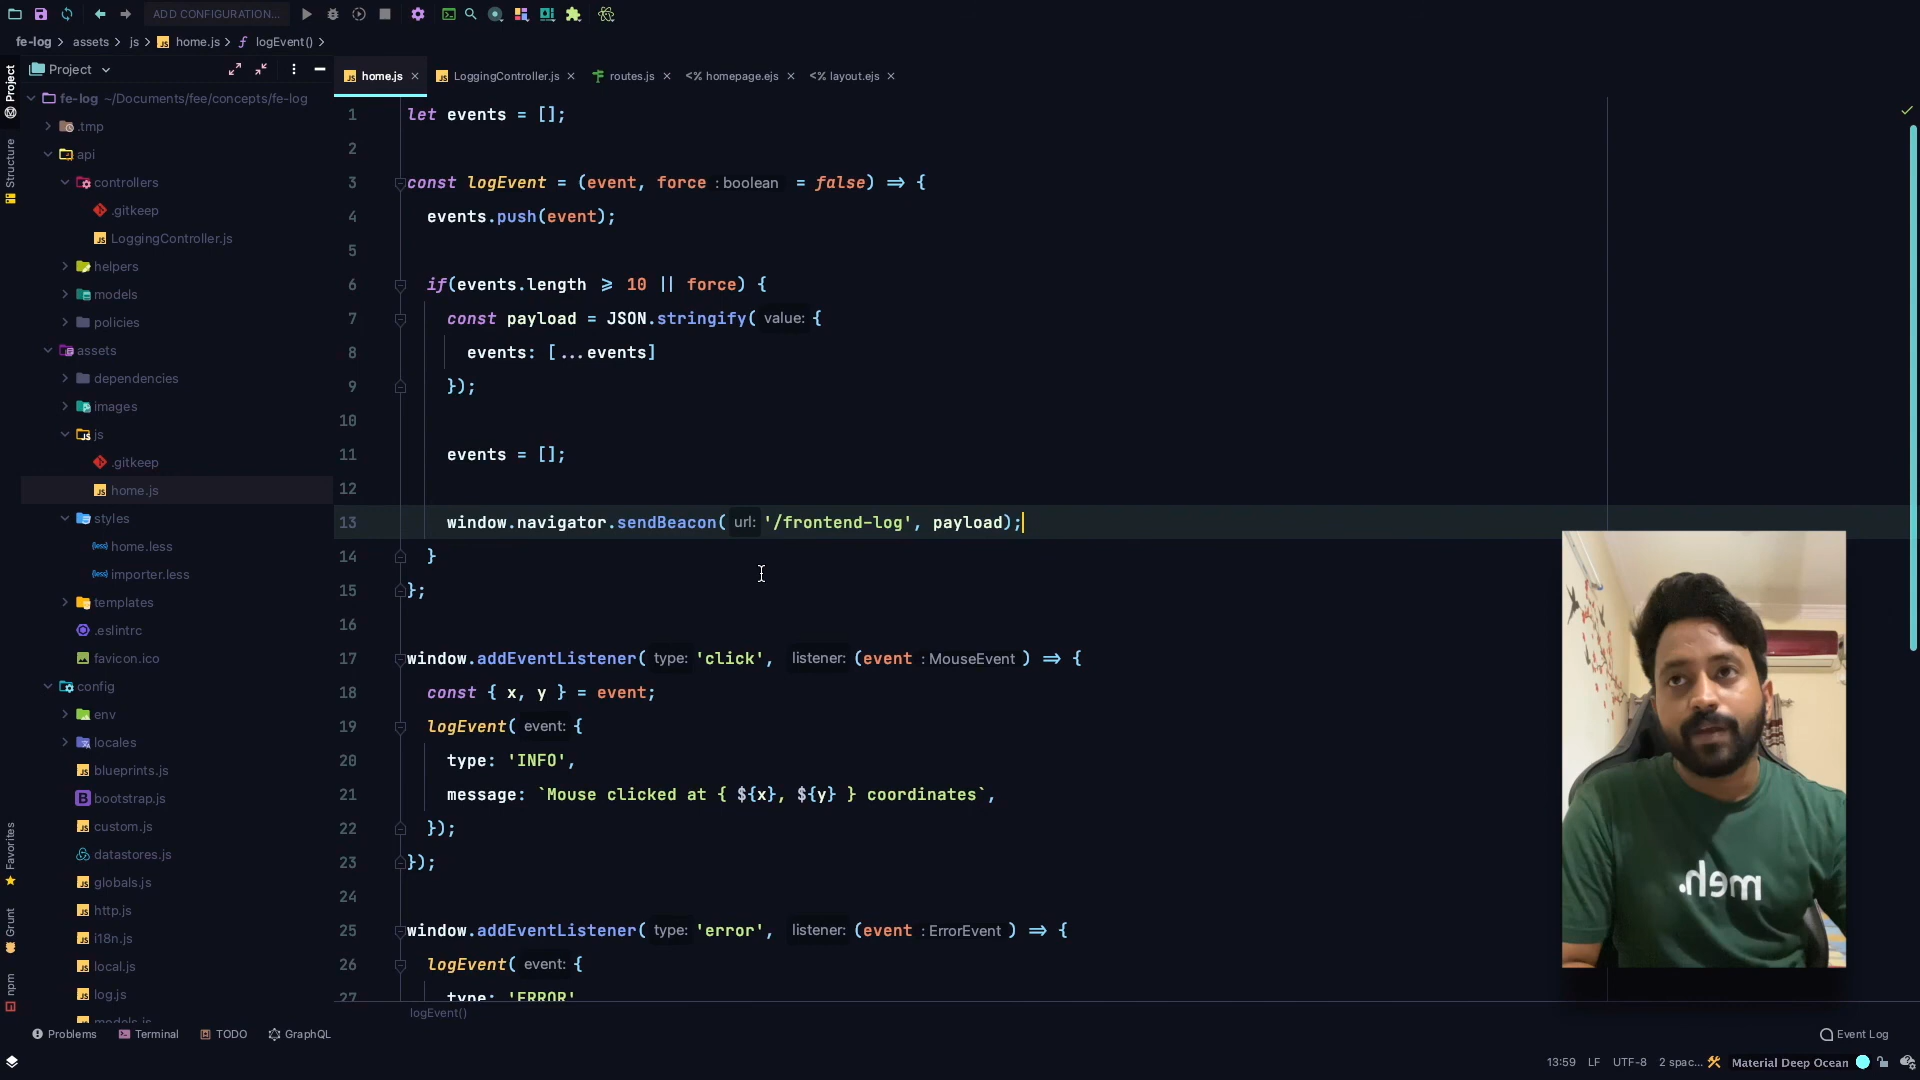 ADD CONFIGURATION...
fe-log > assets > js > home.js > logEvent() >
Project
home.js
LoggingController.js
routes.js
<% homepage.ejs
<% layout.ejs
Project
Structure
Favorites
Grunt
npm
fe-log ~/Documents/fee/concepts/fe-log
.tmp
api
controllers
.gitkeep
LoggingController.js
helpers
models
policies
assets
dependencies
images
js
.gitkeep
home.js
styles
home.less
importer.less
templates
.eslintrc
favicon.ico
config
env
locales
blueprints.js
bootstrap.js
custom.js
datastores.js
globals.js
http.js
i18n.js
local.js
log.js
models.js
1 let events = [];
2
3 const logEvent = (event, force : boolean = false) => {
4 events.push(event);
5
6 if(events.length >= 10 || force) {
7 const payload = JSON.stringify( value: {
8 events: [...events]
9 });
10
11 events = [];
12
13 window.navigator.sendBeacon( url: '/frontend-log', payload);
14 }
15 };
16
17 window.addEventListener( type: 'click', listener: (event : MouseEvent ) => {
18 const { x, y } = event;
19 logEvent( event: {
20 type: 'INFO',
21 message: `Mouse clicked at { ${x}, ${y} } coordinates`,
22 });
23 });
24
25 window.addEventListener( type: 'error', listener: (event : ErrorEvent ) => {
26 logEvent( event: {
27 type: 'ERROR'
logEvent()
meh.
Problems
Terminal
TODO
GraphQL
Event Log
13:59 LF UTF-8 2 spac... Material Deep Ocean